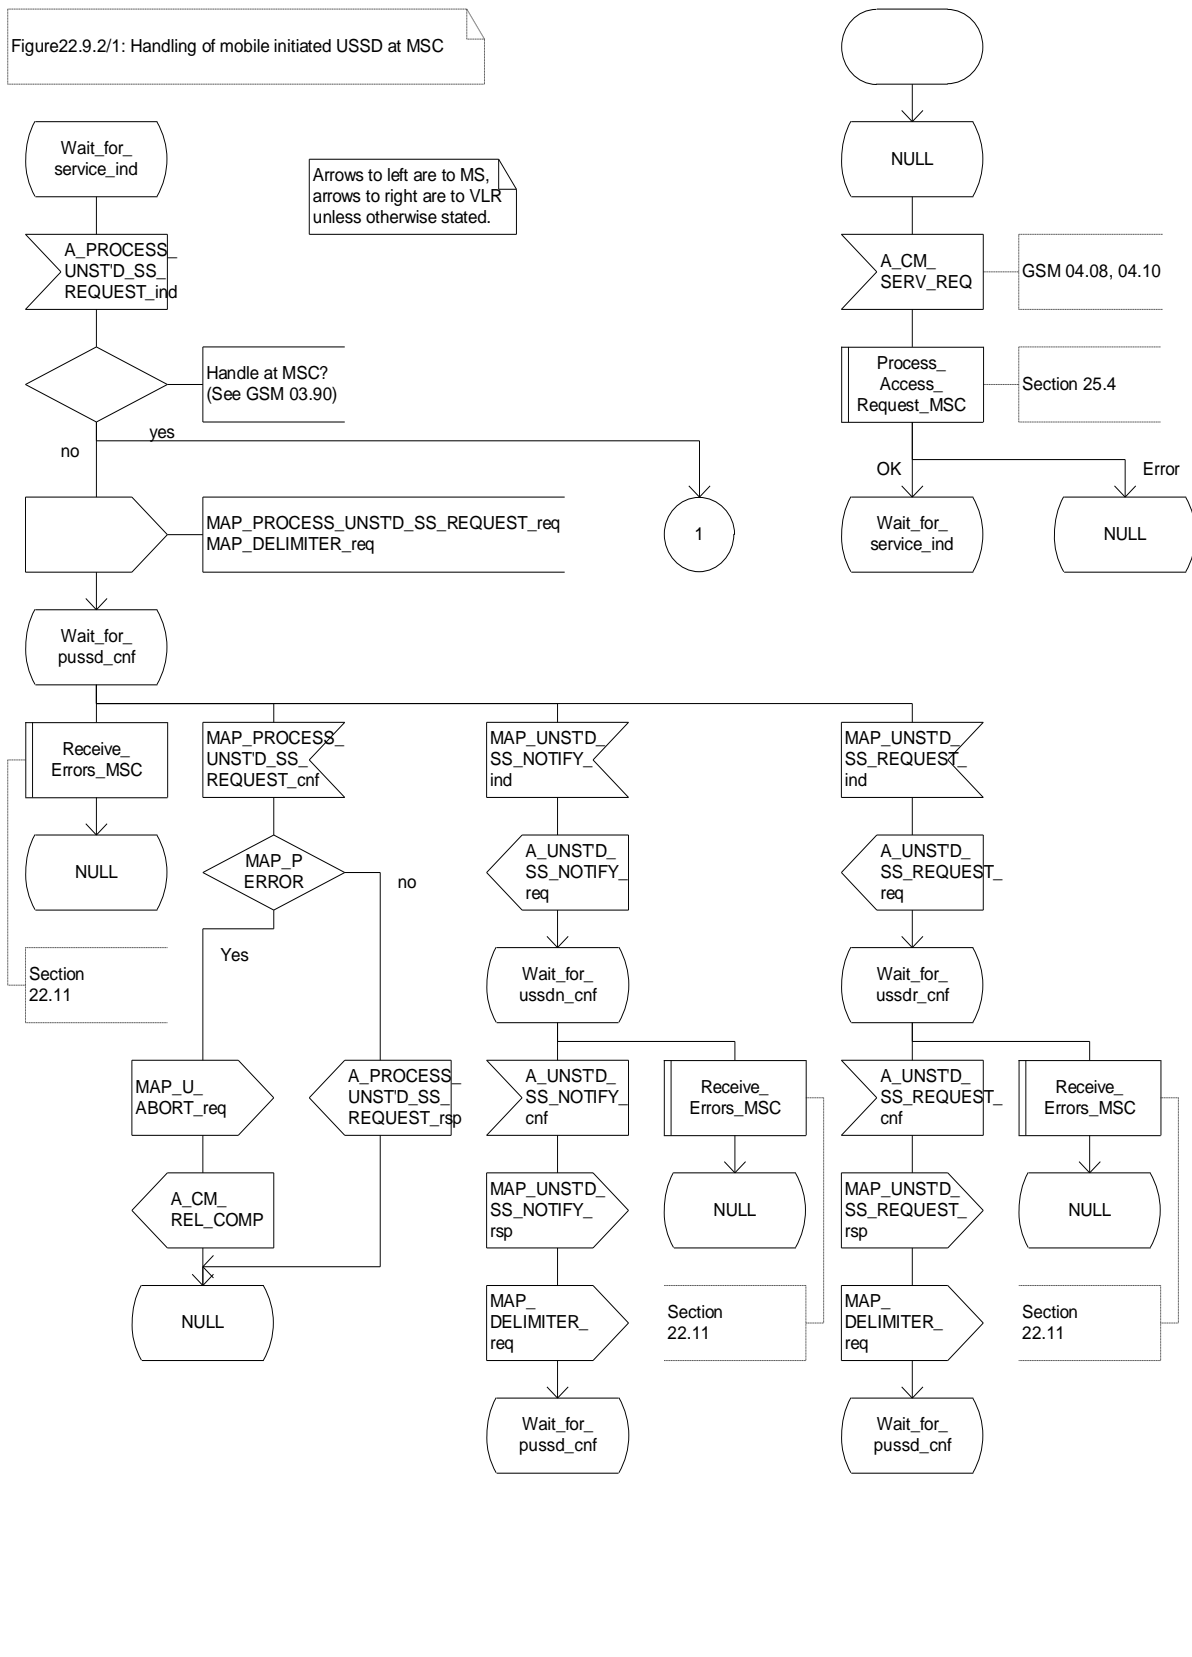 Figure22.9.2/1: Handling of mobile initiated USSD at MSC
Wait_for_
service_ind
Arrows to left are to MS,
arrows to right are to VLR
unless otherwise stated.
NULL
A_PROCESS_
UNST'D_SS_
REQUEST_ind
A_CM_
SERV_REQ
GSM 04.08, 04.10
Handle at MSC?
(See GSM 03.90)
Process_
Access_
Request_MSC
Section 25.4
yes
no
OK
Error
MAP_PROCESS_UNST'D_SS_REQUEST_req
MAP_DELIMITER_req
1
Wait_for_
service_ind
NULL
Wait_for_
pussd_cnf
Receive_
Errors_MSC
MAP_PROCESS_
UNST'D_SS_
REQUEST_cnf
MAP_UNST'D_
SS_NOTIFY_
ind
MAP_UNST'D_
SS_REQUEST_
ind
NULL
MAP_P
ERROR
no
A_UNST'D_
SS_NOTIFY_
req
A_UNST'D_
SS_REQUEST_
req
Yes
Section
22.11
Wait_for_
ussdn_cnf
Wait_for_
ussdr_cnf
MAP_U_
ABORT_req
A_PROCESS_
UNST'D_SS_
REQUEST_rsp
A_UNST'D_
SS_NOTIFY_
cnf
Receive_
Errors_MSC
A_UNST'D_
SS_REQUEST_
cnf
Receive_
Errors_MSC
A_CM_
REL_COMP
MAP_UNST'D_
SS_NOTIFY_
rsp
NULL
MAP_UNST'D_
SS_REQUEST_
rsp
NULL
NULL
MAP_
DELIMITER_
req
Section
22.11
MAP_
DELIMITER_
req
Section
22.11
Wait_for_
pussd_cnf
Wait_for_
pussd_cnf